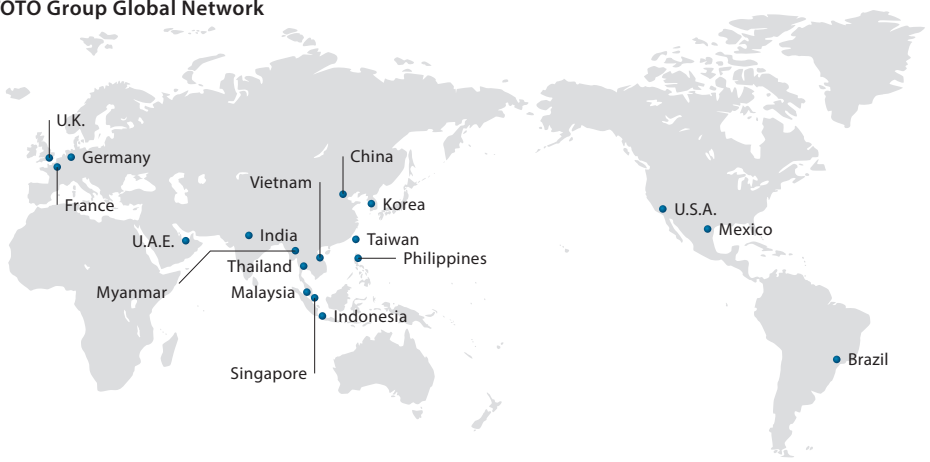 OTO Group Global Network
U.K.
Germany
France
China
Vietnam
Korea
U.S.A.
Mexico
U.A.E.
India
Taiwan
Thailand
Philippines
Myanmar
Malaysia
Indonesia
Singapore
Brazil